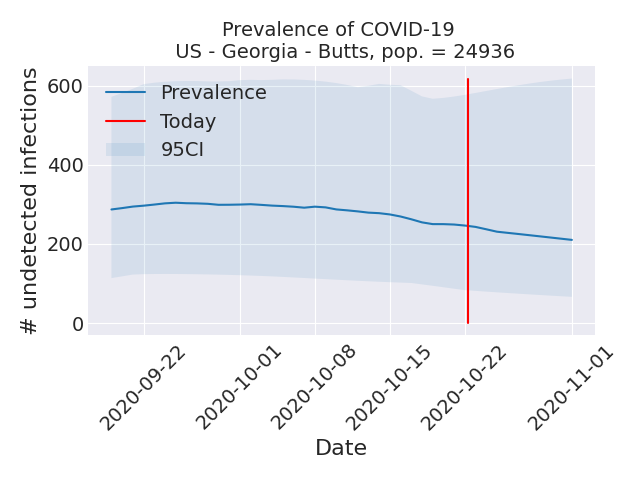 Prevalence of COVID-19
US - Georgia - Butts, pop. = 24936
# undetected infections
600
400
200
0
Prevalence
Today
95CI
2020-09-22
2020-10-01
2020-10-08
2020-10-15
2020-10-22
2020-11-01
Date